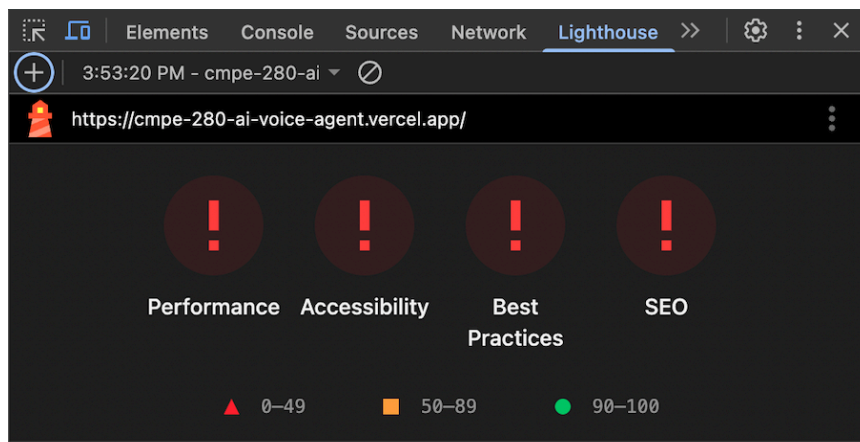 Elements Console Sources Network Lighthouse >>
3:53:20 PM - cmpe-280-ai
https://cmpe-280-ai-voice-agent.vercel.app/
! ! ! !
Performance Accessibility Best Practices SEO
0–49 50–89 90–100